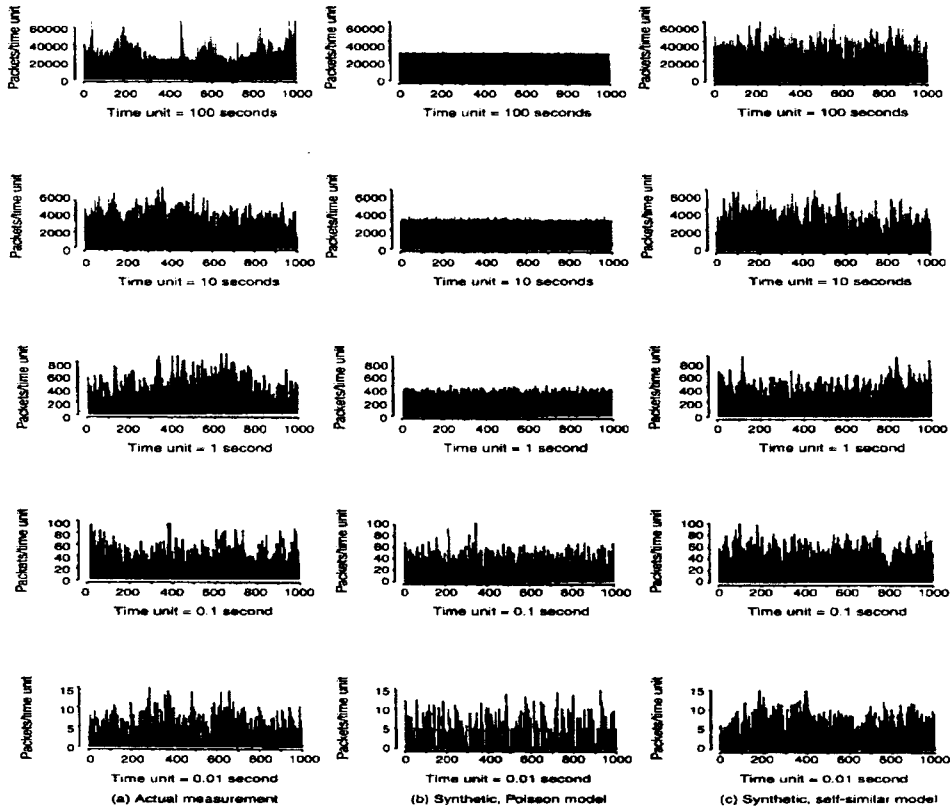 Packets/time unit
60000
40000
20000
0
0 200 400 600 800 1000
Time unit = 100 seconds
Packets/time unit
60000
40000
20000
0
0 200 400 600 800 1000
Time unit = 100 seconds
Packets/time unit
60000
40000
20000
0
0 200 400 600 800 1000
Time unit = 100 seconds
Packets/time unit
6000
4000
2000
0
0 200 400 600 800 1000
Time unit = 10 seconds
Packets/time unit
6000
4000
2000
0
0 200 400 600 800 1000
Time unit = 10 seconds
Packets/time unit
6000
4000
2000
0
0 200 400 600 800 1000
Time unit = 10 seconds
Packets/time unit
800
600
400
200
0
0 200 400 600 800 1000
Time unit = 1 second
Packets/time unit
800
600
400
200
0
0 200 400 600 800 1000
Time unit = 1 second
Packets/time unit
800
600
400
200
0
0 200 400 600 800 1000
Time unit = 1 second
Packets/time unit
100
80
60
40
20
0
0 200 400 600 800 1000
Time unit = 0.1 second
Packets/time unit
100
80
60
40
20
0
0 200 400 600 800 1000
Time unit = 0.1 second
Packets/time unit
100
80
60
40
20
0
0 200 400 600 800 1000
Time unit = 0.1 second
Packets/time unit
15
10
5
0
0 200 400 600 800 1000
Time unit = 0.01 second
(a) Actual measurement
Packets/time unit
15
10
5
0
0 200 400 600 800 1000
Time unit = 0.01 second
(b) Synthetic, Poisson model
Packets/time unit
15
10
5
0
0 200 400 600 800 1000
Time unit = 0.01 second
(c) Synthetic, self-similar model